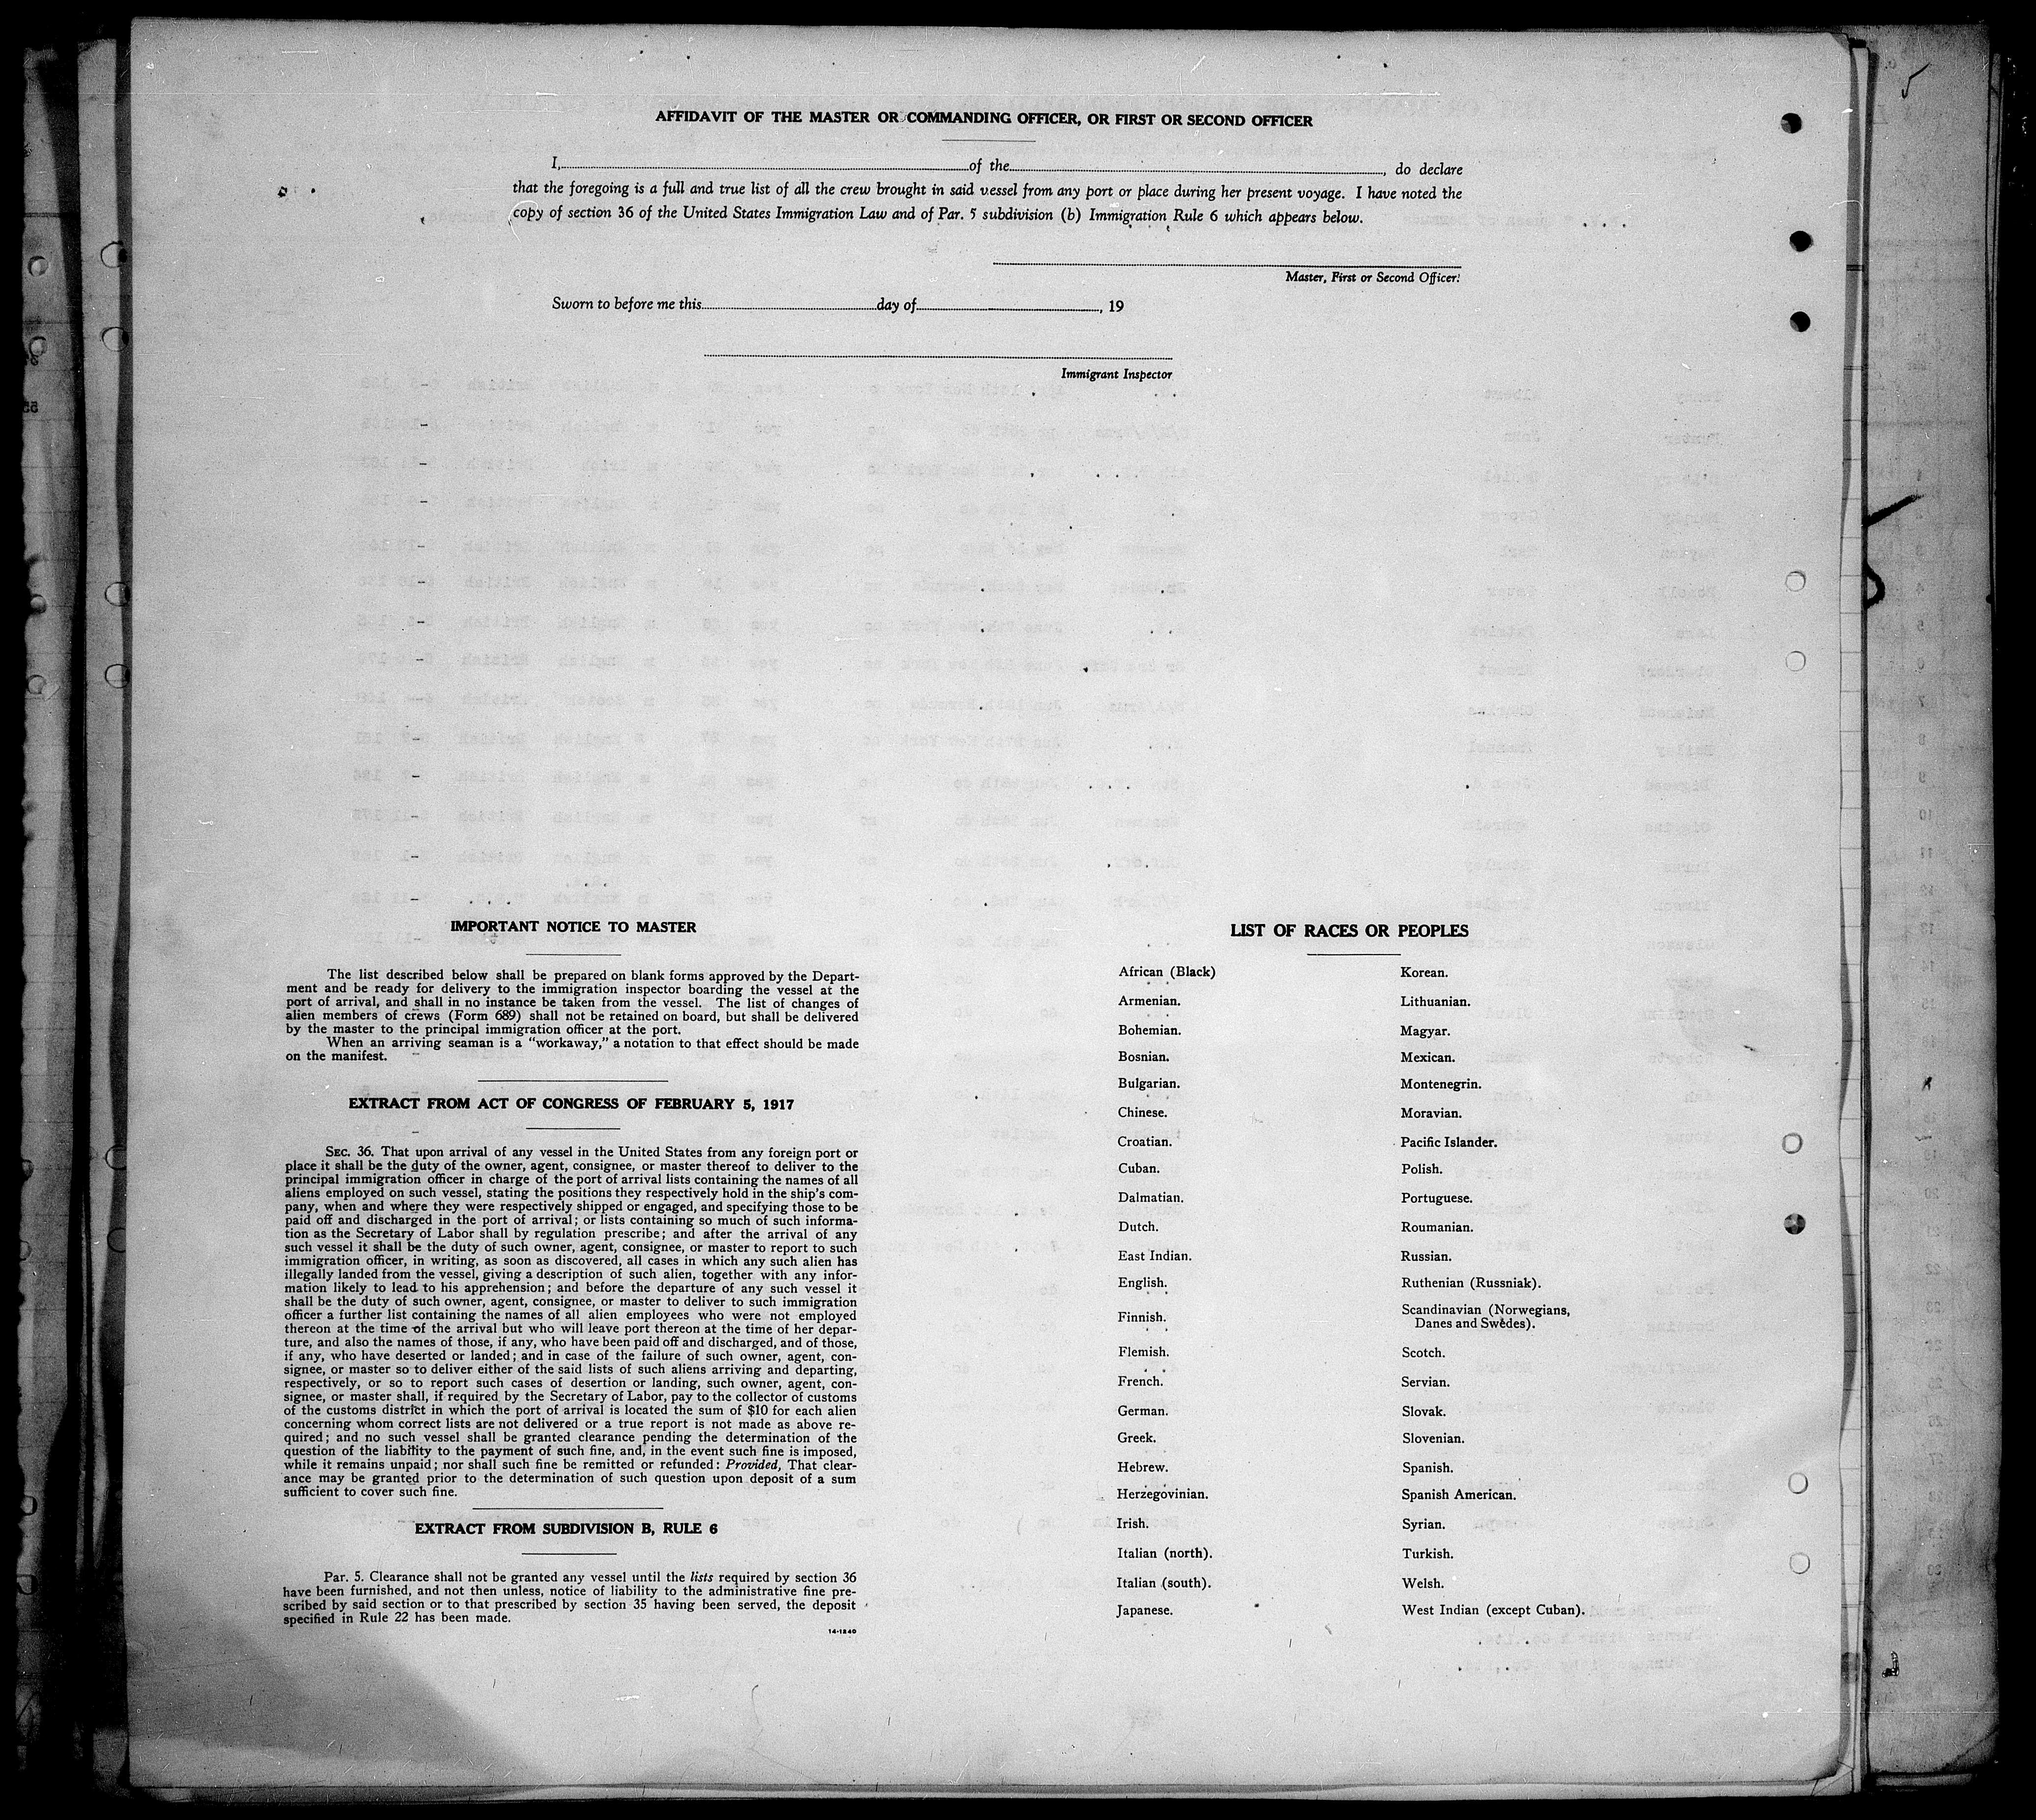 AFFIDAVIT OF THE MASTER OR COMMANDING OFFICER, OR FIRST OR SECOND OFFICER
I, of the , do declare
that the foregoing is a full and true list of all the crew brought in said vessel from any port or place during her present voyage. I have noted the
copy of section 36 of the United States Immigration Law and of Par. 5 subdivision (b) Immigration Rule 6 which appears below.
Master, First or Second Officer.
Sworn to before me this day of , 19
Immigrant Inspector
IMPORTANT NOTICE TO MASTER
The list described below shall be prepared on blank forms approved by the Depart-
ment and be ready for delivery to the immigration inspector boarding the vessel at the
port of arrival, and shall in no instance be taken from the vessel. The list of changes of
alien members of crews (Form 689) shall not be retained on board, but shall be delivered
by the master to the principal immigration officer at the port.
When an arriving seaman is a "workaway," a notation to that effect should be made
on the manifest.
EXTRACT FROM ACT OF CONGRESS OF FEBRUARY 5, 1917
SEC. 36. That upon arrival of any vessel in the United States from any foreign port or
place it shall be the duty of the owner, agent, consignee, or master thereof to deliver to the
principal immigration officer in charge of the port of arrival lists containing the names of all
aliens employed on such vessel, stating the positions they respectively hold in the ship's com-
pany, when and where they were respectively shipped or engaged, and specifying those to be
paid off and discharged in the port of arrival; or lists containing so much of such informa-
tion as the Secretary of Labor shall by regulation prescribe; and after the arrival of any
such vessel it shall be the duty of such owner, agent, consignee, or master to report to such
immigration officer, in writing, as soon as discovered, all cases in which any such alien has
illegally landed from the vessel, giving a description of such alien, together with any infor-
mation likely to lead to his apprehension; and before the departure of any such vessel it
shall be the duty of such owner, agent, consignee, or master to deliver to such immigration
officer a further list containing the names of all alien employees who were not employed
thereon at the time of the arrival but who will leave port thereon at the time of her depar-
ture, and also the names of those, if any, who have been paid off and discharged, and of those,
if any, who have deserted or landed; and in case of the failure of such owner, agent, con-
signee, or master so to deliver either of the said lists of such aliens arriving and departing,
respectively, or so to report such cases of desertion or landing, such owner, agent, con-
signee, or master shall, if required by the Secretary of Labor, pay to the collector of customs
of the customs district in which the port of arrival is located the sum of $10 for each alien
concerning whom correct lists are not delivered or a true report is not made as above re-
quired; and no such vessel shall be granted clearance pending the determination of the
question of the liability to the payment of such fine, and, in the event such fine is imposed,
while it remains unpaid; nor shall such fine be remitted or refunded: Provided, That clear-
ance may be granted prior to the determination of such question upon deposit of a sum
sufficient to cover such fine.
EXTRACT FROM SUBDIVISION B, RULE 6
Par. 5. Clearance shall not be granted any vessel until the lists required by section 36
have been furnished, and not then unless, notice of liability to the administrative fine pre-
scribed by said section or to that prescribed by section 35 having been served, the deposit
specified in Rule 22 has been made.
14-1240
LIST OF RACES OR PEOPLES
African (Black)
Armenian.
Bohemian.
Bosnian.
Bulgarian.
Chinese.
Croatian.
Cuban.
Dalmatian.
Dutch.
East Indian.
English.
Finnish.
Flemish.
French.
German.
Greek.
Hebrew.
Herzegovinian.
Irish.
Italian (north).
Italian (south).
Japanese.
Korean.
Lithuanian.
Magyar.
Mexican.
Montenegrin.
Moravian.
Pacific Islander.
Polish.
Portuguese.
Roumanian.
Russian.
Ruthenian (Russniak).
Scandinavian (Norwegians,
Danes and Swedes).
Scotch.
Servian.
Slovak.
Slovenian.
Spanish.
Spanish American.
Syrian.
Turkish.
Welsh.
West Indian (except Cuban).
5